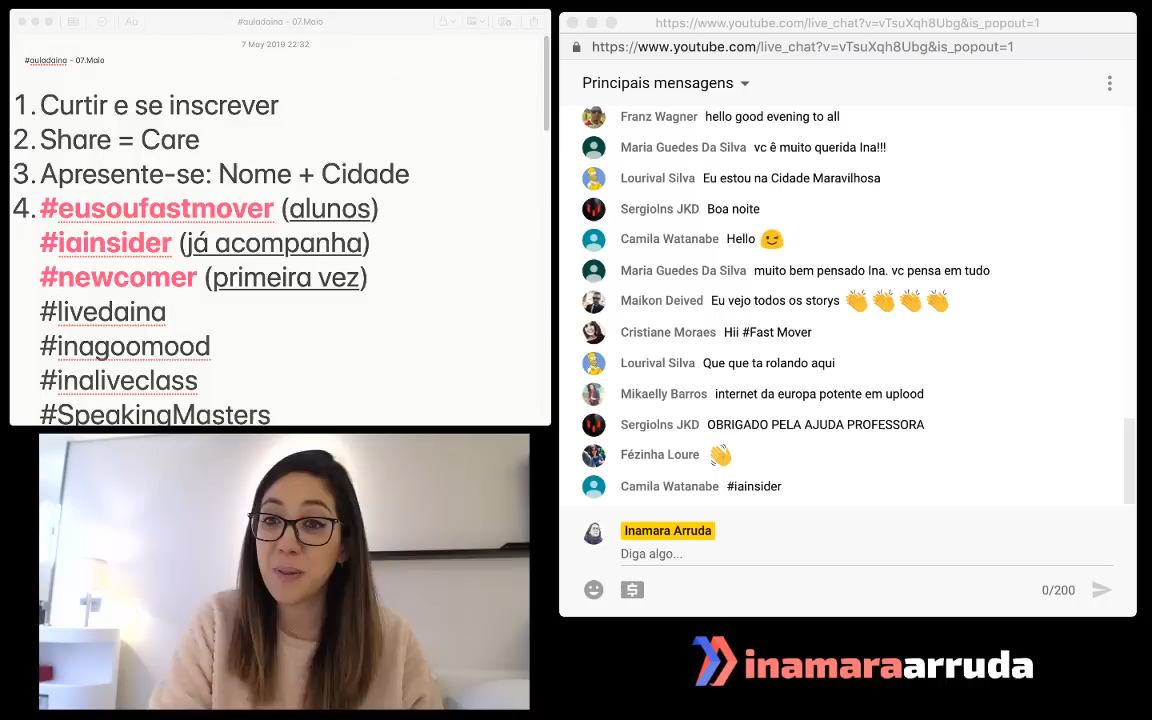 #auladaina - 07.Maio
7 May 2019 22:32
#auladaina - 07.Maio
1. Curtir e se inscrever
2. Share = Care
3. Apresente-se: Nome + Cidade
4. #eusoufastmover (alunos)
#iainsider (já acompanha)
#newcomer (primeira vez)
#livedaina
#inagoomood
#inaliveclass
#SpeakingMasters
https://www.youtube.com/live_chat?v=vTsuXqh8Ubg&is_popout=1
https://www.youtube.com/live_chat?v=vTsuXqh8Ubg&is_popout=1
Principais mensagens
Franz Wagner hello good evening to all
Maria Guedes Da Silva vc ê muito querida Ina!!!
Lourival Silva Eu estou na Cidade Maravilhosa
SergioIns JKD Boa noite
Camila Watanabe Hello 😉
Maria Guedes Da Silva muito bem pensado Ina. vc pensa em tudo
Maikon Deived Eu vejo todos os storys 👏👏👏👏
Cristiane Moraes Hii #Fast Mover
Lourival Silva Que que ta rolando aqui
Mikaelly Barros internet da europa potente em uplood
SergioIns JKD OBRIGADO PELA AJUDA PROFESSORA
Fézinha Loure 👋
Camila Watanabe #iainsider
Inamara Arruda
Diga algo...
0/200
inamaraarruda